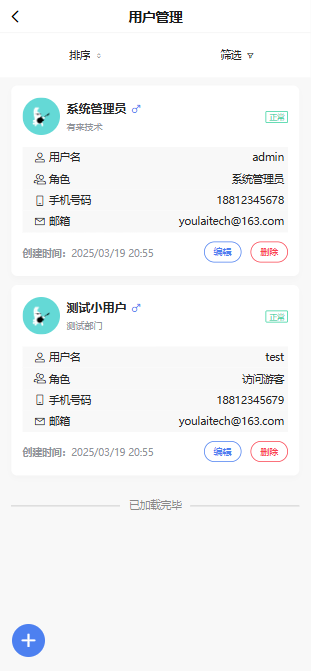 用户管理
排序 筛选
系统管理员 正常
有来技术
用户名 admin
角色 系统管理员
手机号码 18812345678
邮箱 youlaitech@163.com
创建时间：2025/03/19 20:55 编辑 删除
测试小用户 正常
测试部门
用户名 test
角色 访问游客
手机号码 18812345679
邮箱 youlaitech@163.com
创建时间：2025/03/19 20:55 编辑 删除
已加载完毕